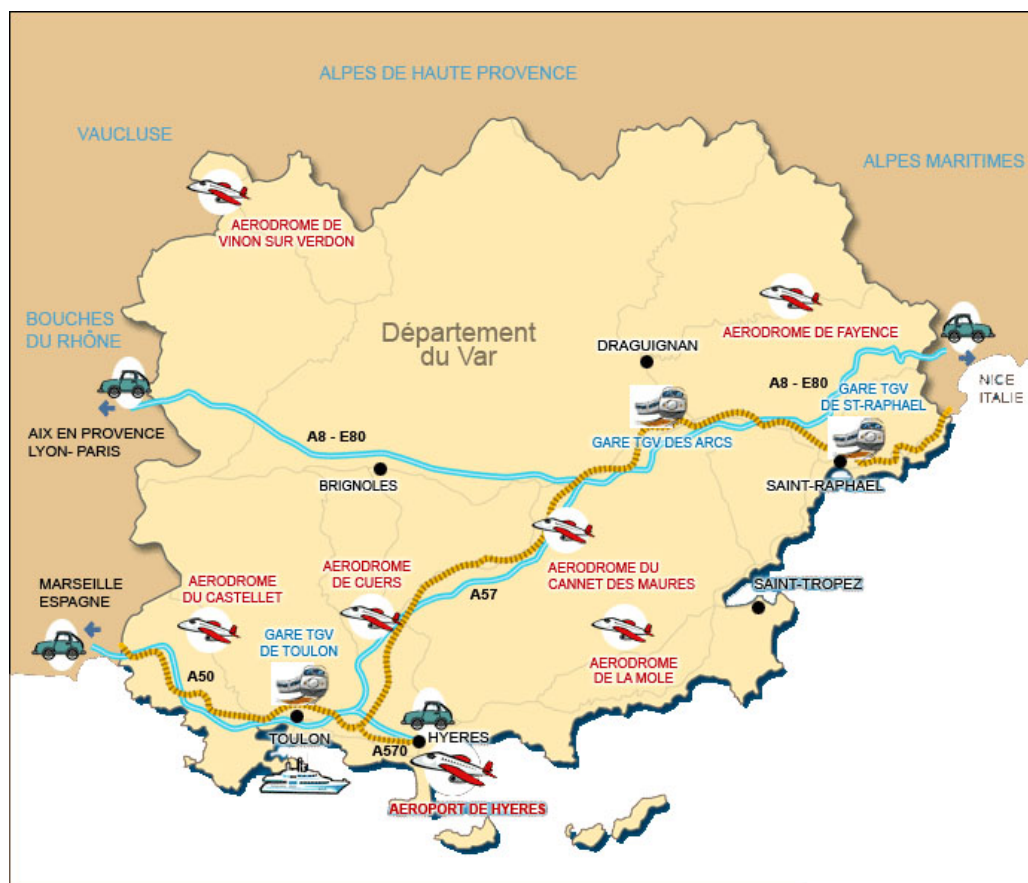 ALPES DE HAUTE PROVENCE
VAUCLUSE
ALPES MARITIMES
AERODROME DE
VINON SUR VERDON
BOUCHES
DU RHÔNE
Département
du Var
AERODROME DE FAYENCE
DRAGUIGNAN
A8 - E80
NICE
ITALIE
GARE TGV
DE ST-RAPHAEL
AIX EN PROVENCE
LYON- PARIS
A8 - E80
GARE TGV DES ARCS
BRIGNOLES
SAINT-RAPHAEL
MARSEILLE
ESPAGNE
AERODROME
DU CASTELLET
AERODROME
DE CUERS
A57
AERODROME DU
CANNET DES MAURES
SAINT-TROPEZ
GARE TGV
DE TOULON
AERODROME
DE LA MOLE
A50
TOULON
A570
HYERES
AEROPORT DE HYERES